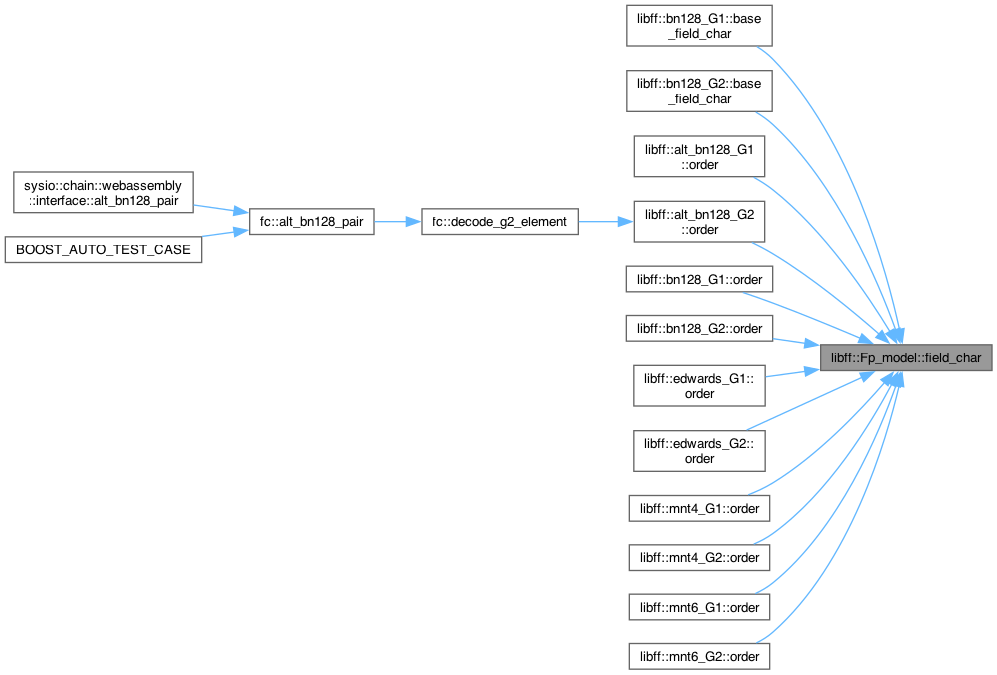 libff::bn128_G1::base
_field_char
libff::bn128_G2::base
_field_char
libff::alt_bn128_G1
::order
sysio::chain::webassembly
::interface::alt_bn128_pair
BOOST_AUTO_TEST_CASE
fc::alt_bn128_pair
fc::decode_g2_element
libff::alt_bn128_G2
::order
libff::bn128_G1::order
libff::bn128_G2::order
libff::Fp_model::field_char
libff::edwards_G1::
order
libff::edwards_G2::
order
libff::mnt4_G1::order
libff::mnt4_G2::order
libff::mnt6_G1::order
libff::mnt6_G2::order